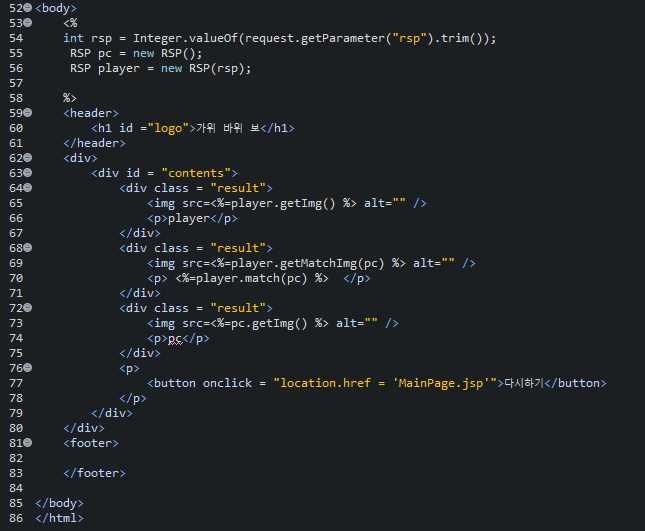 52 <body>
53     <%
54     int rsp = Integer.valueOf(request.getParameter("rsp").trim());
55      RSP pc = new RSP();
56      RSP player = new RSP(rsp);
57
58     %>
59     <header>
60         <h1 id ="logo">가위 바위 보</h1>
61     </header>
62     <div>
63         <div id = "contents">
64             <div class = "result">
65                 <img src=<%=player.getImg() %> alt="" />
66                 <p>player</p>
67             </div>
68             <div class = "result">
69                 <img src=<%=player.getMatchImg(pc) %> alt="" />
70                 <p> <%=player.match(pc) %>  </p>
71             </div>
72             <div class = "result">
73                 <img src=<%=pc.getImg() %> alt="" />
74                 <p>pc</p>
75             </div>
76             <p>
77                 <button onclick = "location.href = 'MainPage.jsp'">다시하기</button>
78             </p>
79         </div>
80     </div>
81     <footer>
82
83     </footer>
84
85 </body>
86 </html>